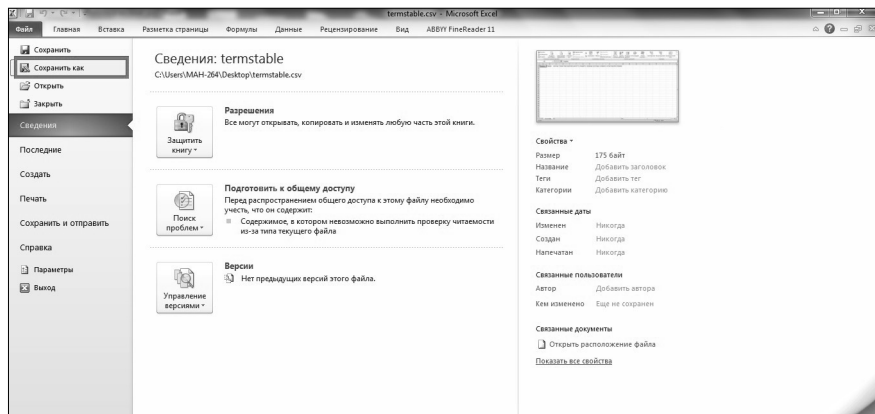 termstable.csv - Microsoft Excel
Файл Главная Вставка Разметка страницы Формулы Данные Рецензирование Вид ABBYY FineReader 11
Сохранить
Сохранить как
Открыть
Закрыть
Сведения
Последние
Создать
Печать
Сохранить и отправить
Справка
Параметры
Выход
Сведения: termstable
C:\Users\MAH-264\Desktop\termstable.csv
Защитить
книгу
Разрешения
Все могут открывать, копировать и изменять любую часть этой книги.
Поиск
проблем
Подготовить к общему доступу
Перед распространением общего доступа к этому файлу необходимо
учесть, что он содержит:
Содержимое, в котором невозможно выполнить проверку читаемости
из-за типа текущего файла
Управление
версиями
Версии
Нет предыдущих версий этого файла.
Свойства
Размер 175 байт
Название Добавить заголовок
Теги Добавить тег
Категории Добавить категорию
Связанные даты
Изменен Никогда
Создан Никогда
Напечатан Никогда
Связанные пользователи
Автор Добавить автора
Кем изменено Еще не сохранен
Связанные документы
Открыть расположение файла
Показать все свойства